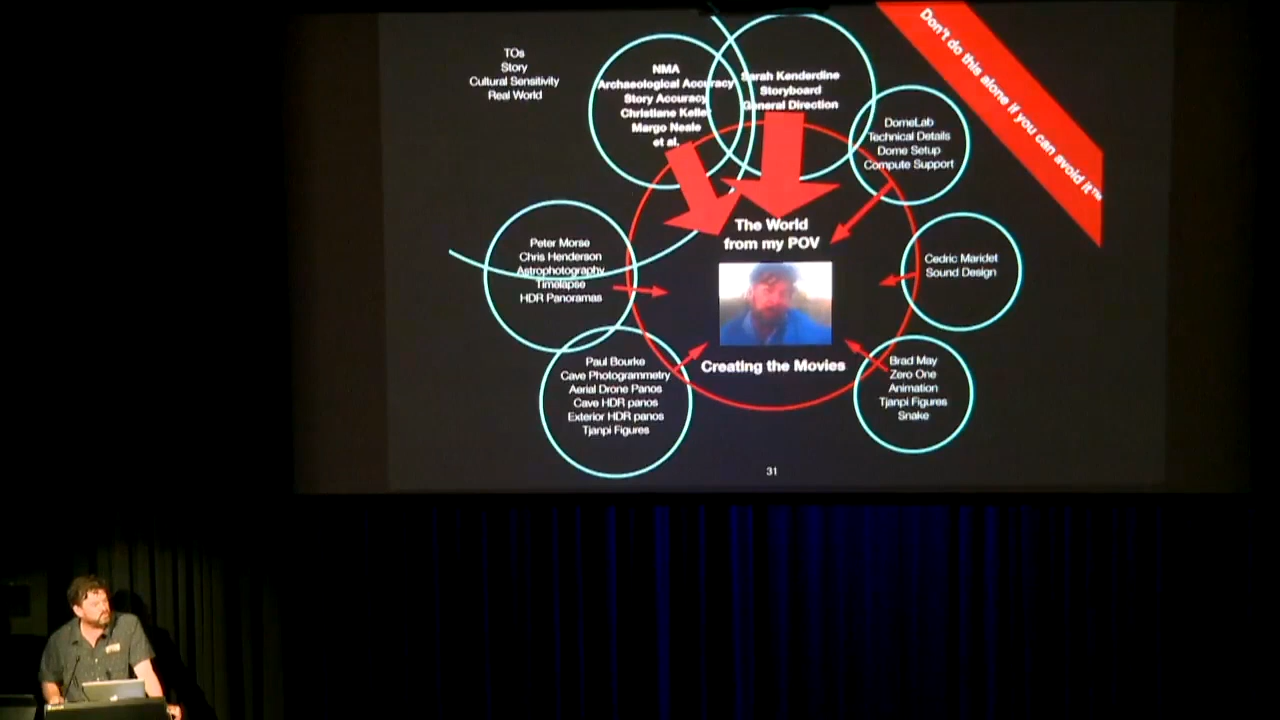 TOs
Story
Cultural Sensitivity
Real World
NMA
Archaeological Accuracy
Story Accuracy
Christiane Keller
Margo Neale
et al.
Sarah Kenderdine
Storyboard
General Direction
DomeLab
Technical Details
Dome Setup
Compute Support
Don't do this alone if you can avoid it™
The World
from my POV
Peter Morse
Chris Henderson
Astrophotography
Timelapse
HDR Panoramas
Cedric Maridet
Sound Design
Paul Bourke
Cave Photogrammetry
Aerial Drone Panos
Cave HDR panos
Exterior HDR panos
Tjanpi Figures
Creating the Movies
Brad May
Zero One
Animation
Tjanpi Figures
Snake
31